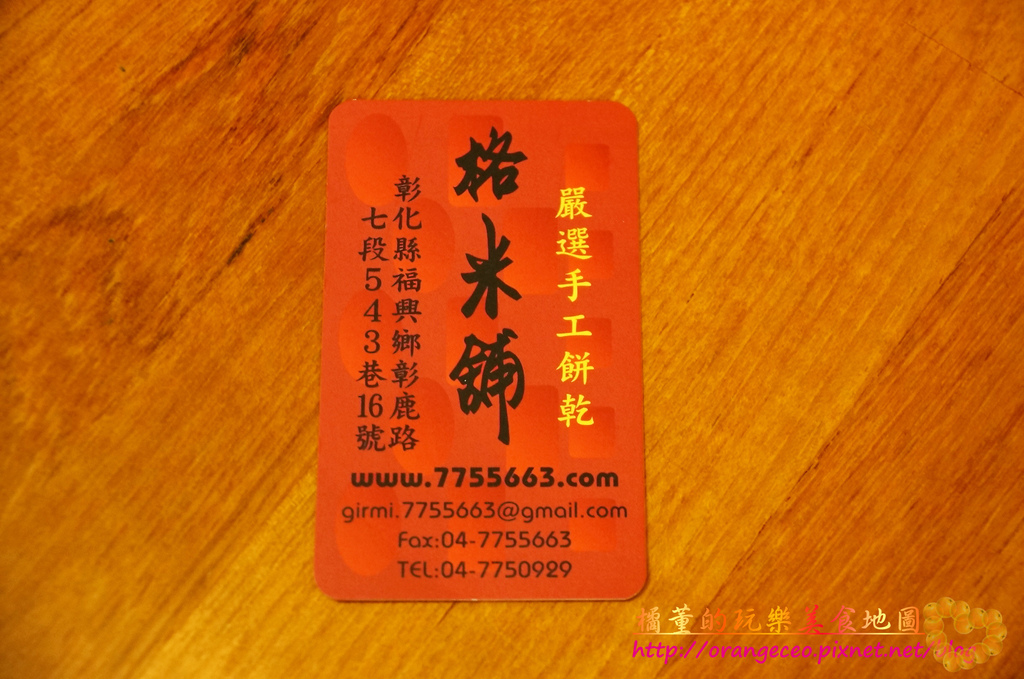 嚴選手工餅乾
格米舖
彰化縣福興鄉彰鹿路
七段543巷16號
www.7755663.com
girmi.7755663@gmail.com
Fax:04-7755663
TEL:04-7750929
橘董的玩樂美食地圖
http://orangeceo.pixnet.net/blog